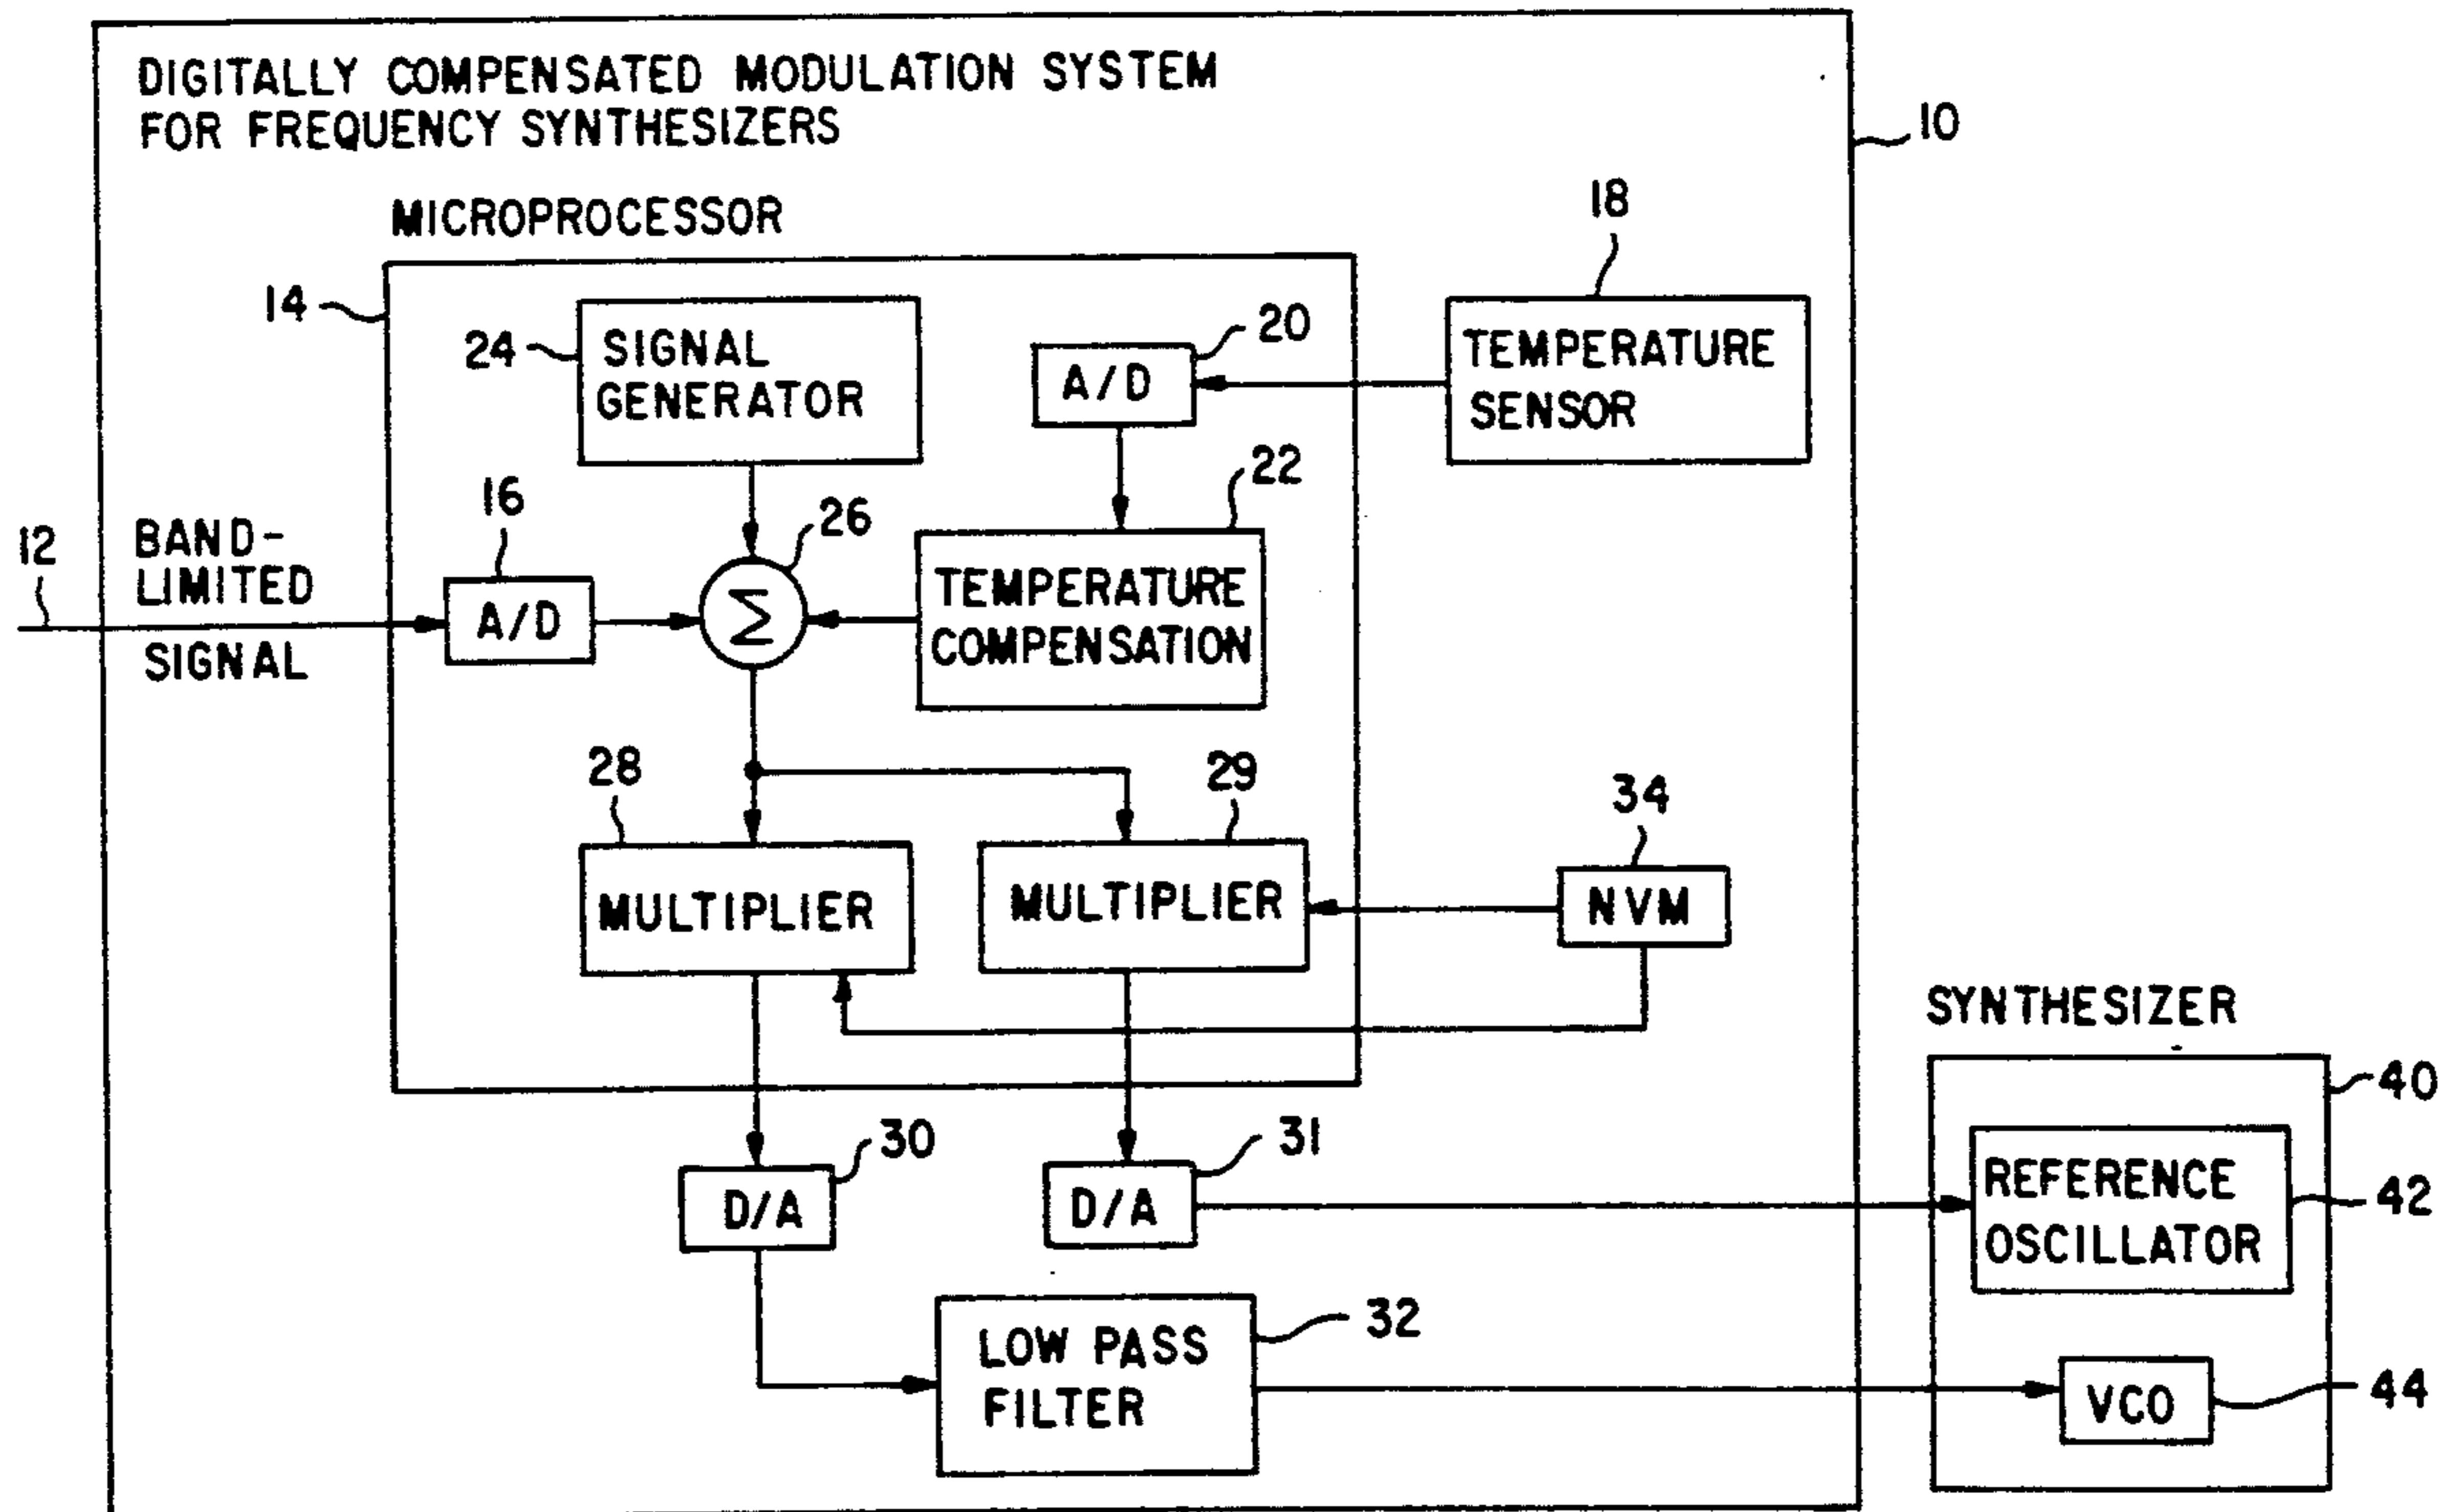 DIGITALLY COMPENSATED MODULATION SYSTEM
FOR FREQUENCY SYNTHESIZERS
10
MICROPROCESSOR
18
14
24
SIGNAL
GENERATOR
20
A/D
TEMPERATURE
SENSOR
22
16
26
12
BAND-
LIMITED
SIGNAL
A/D
Σ
TEMPERATURE
COMPENSATION
28
29
34
MULTIPLIER
MULTIPLIER
NVM
SYNTHESIZER
40
30
31
D/A
D/A
REFERENCE
OSCILLATOR
42
32
LOW PASS
FILTER
VCO
44